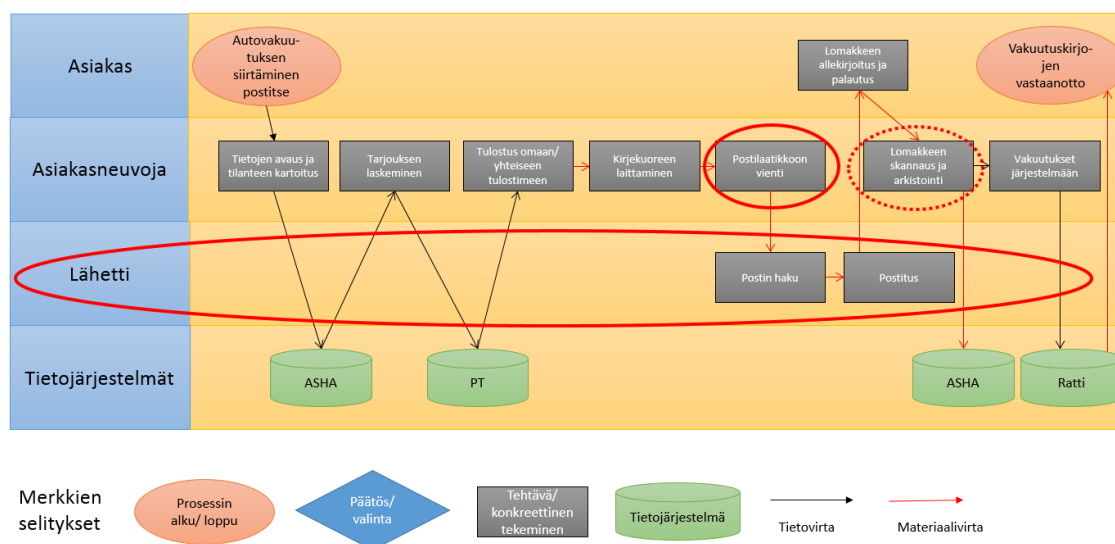 Asiakas
Autovakuu-
tuksen
siirtäminen
postitse
Lomakkeen
allekirjoitus ja
palautus
Vakuutuskirjo-
jen
vastaanotto
Asiakasneuvoja
Tietojen avaus ja
tilanteen kartoitus
Tarjouksen
laskeminen
Tulostus omaan/
yhteiseen
tulostimeen
Kirjekuoreen
laittaminen
Postilaatikkoon
vienti
Lomakkeen
skannaus ja
arkistointi
Vakuutukset
järjestelmään
Lähetti
Postin haku
Postitus
Tietojärjestelmät
ASHA
PT
ASHA
Ratti
Merkkien
selitykset
Prosessin
alku/ loppu
Päätös/
valinta
Tehtävä/
konkreettinen
tekeminen
Tietojärjestelmä
Tietovirta
Materiaalivirta